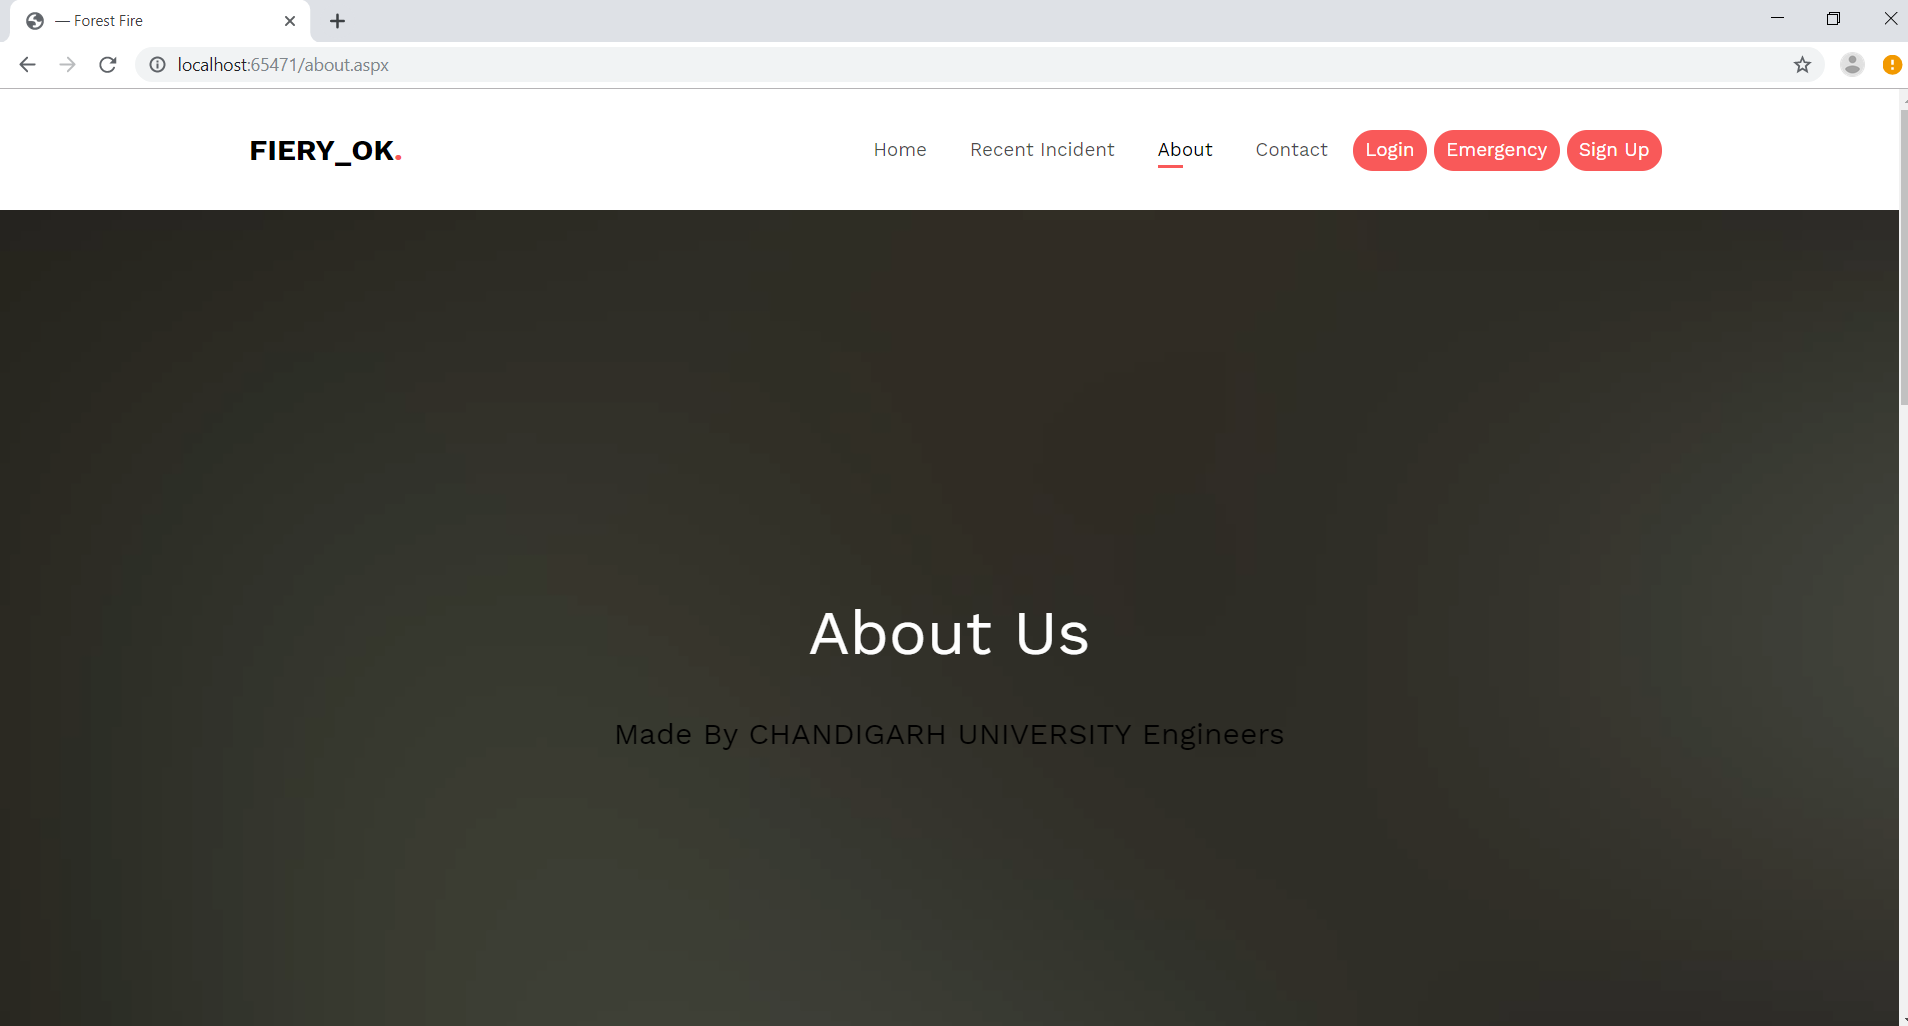 — Forest Fire
localhost:65471/about.aspx
FIERY_OK.
Home Recent Incident About Contact Login Emergency Sign Up
About Us
Made By CHANDIGARH UNIVERSITY Engineers